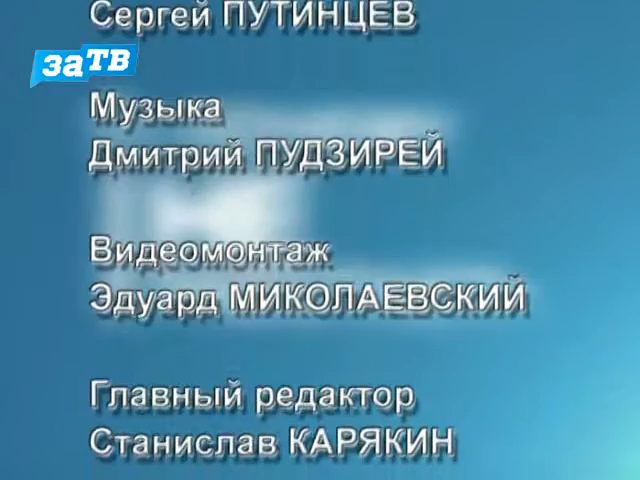 Сергей ПУТИНЦЕВ
заТВ
Музыка
Дмитрий ПУДЗИРЕЙ
Видеомонтаж
Эдуард МИКОЛАЕВСКИЙ
Главный редактор
Станислав КАРЯКИН